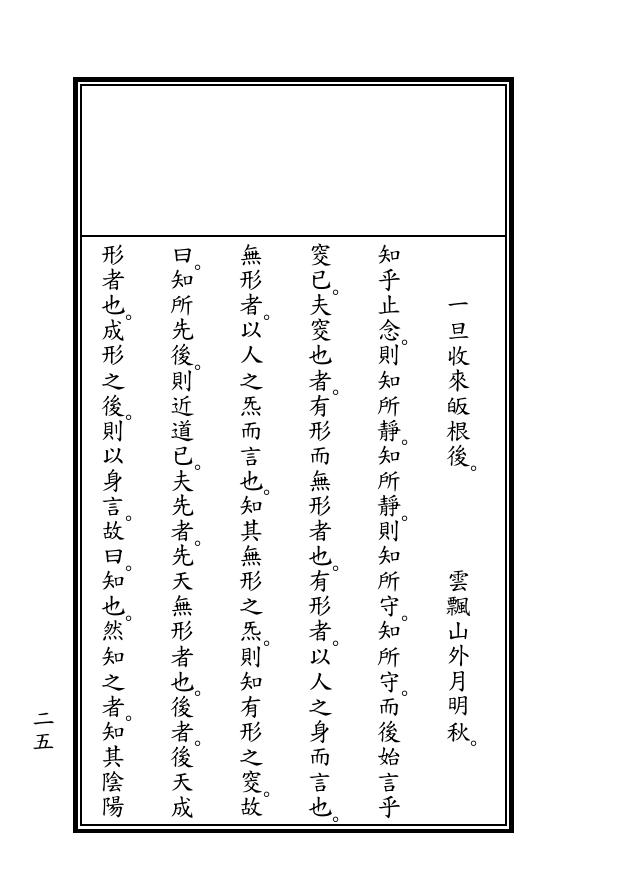 一旦收來皈根後。　雲飄山外月明秋。
知乎止念。則知所靜。知所靜。則知所守。知所守。而後始言乎
窔已。夫窔也者。有形而無形者也。有形者。以人之身而言也。
無形者。以人之炁而言也。知其無形之炁。則知有形之窔。故
曰。知所先後。則近道已。夫先者。先天無形者也。後者。後天成
形者也。成形之後。則以身言。故曰。知也。然知之者。知其陰陽
二五